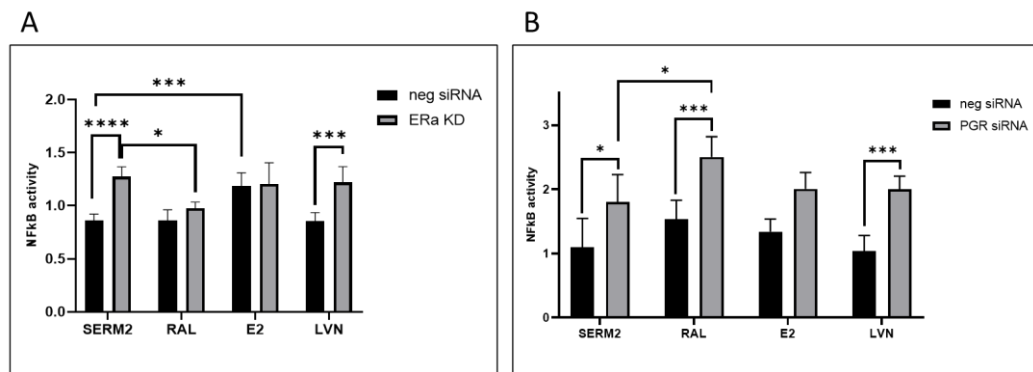 A
NFkB activity
2.0
1.5
1.0
0.5
0.0
***
****
*
***
neg siRNA
ERa KD
SERM2 RAL E2 LVN
B
NFkB activity
3
2
1
0
*
*
***
***
neg siRNA
PGR siRNA
SERM2 RAL E2 LVN